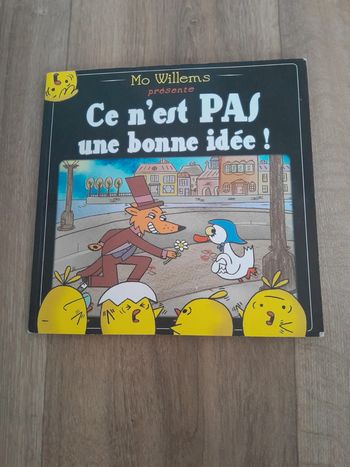 Mo Willems
présente
Ce n'est PAS
une bonne idée !